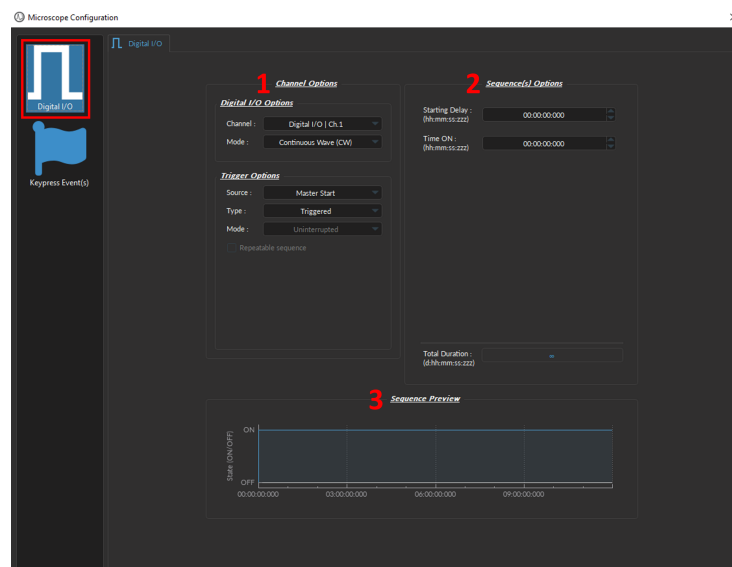 Microscope Configuration
Digital I/O
Digital I/O
Keypress Event(s)
1 Channel Options
Digital I/O Options
Channel : Digital I/O | Ch.1
Mode : Continuous Wave (CW)
Trigger Options
Source : Master Start
Type : Triggered
Mode : Uninterrupted
Repeatable sequence
2 Sequence(s) Options
Starting Delay : 00:00:00:000
(hh:mm:ss:zzz)
Time ON : 00:00:00:000
(hh:mm:ss:zzz)
Total Duration : ∞
(d:hh:mm:ss:zzz)
3 Sequence Preview
State (ON/OFF)
ON
OFF
00:00:00:000 03:00:00:000 06:00:00:000 09:00:00:000